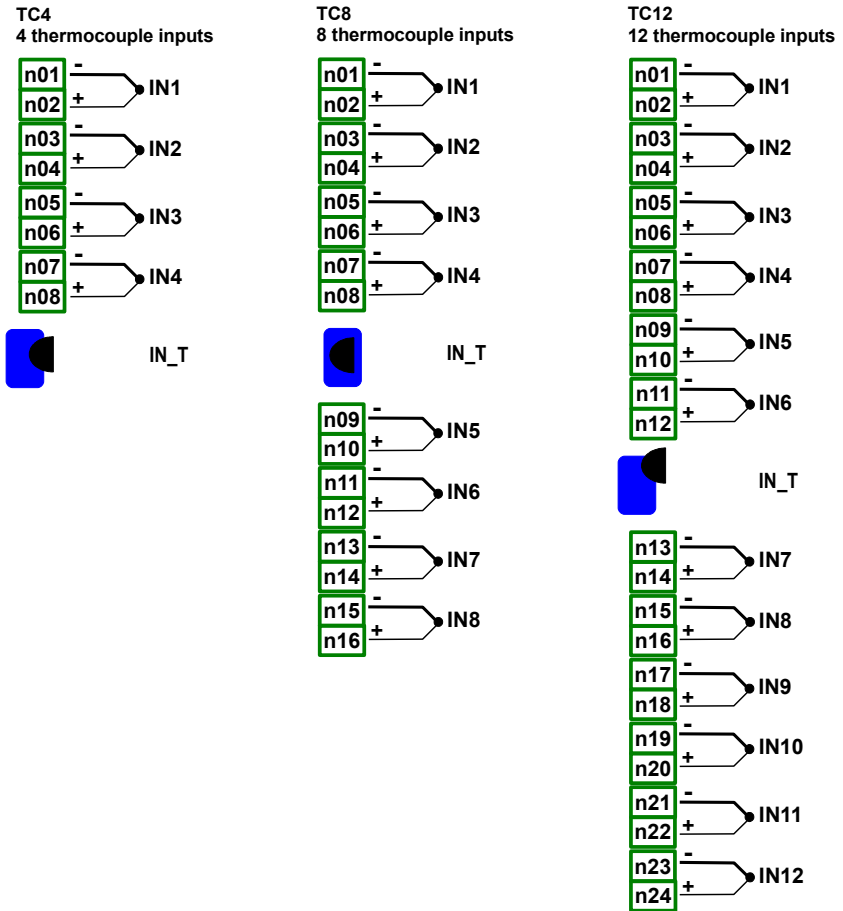 TC4
4 thermocouple inputs
n01 -
IN1
n02 +
n03 -
IN2
n04 +
n05 -
IN3
n06 +
n07 -
IN4
n08 +
IN_T
TC8
8 thermocouple inputs
n01 -
IN1
n02 +
n03 -
IN2
n04 +
n05 -
IN3
n06 +
n07 -
IN4
n08 +
IN_T
n09 -
IN5
n10 +
n11 -
IN6
n12 +
n13 -
IN7
n14 +
n15 -
IN8
n16 +
TC12
12 thermocouple inputs
n01 -
IN1
n02 +
n03 -
IN2
n04 +
n05 -
IN3
n06 +
n07 -
IN4
n08 +
n09 -
IN5
n10 +
n11 -
IN6
n12 +
IN_T
n13 -
IN7
n14 +
n15 -
IN8
n16 +
n17 -
IN9
n18 +
n19 -
IN10
n20 +
n21 -
IN11
n22 +
n23 -
IN12
n24 +